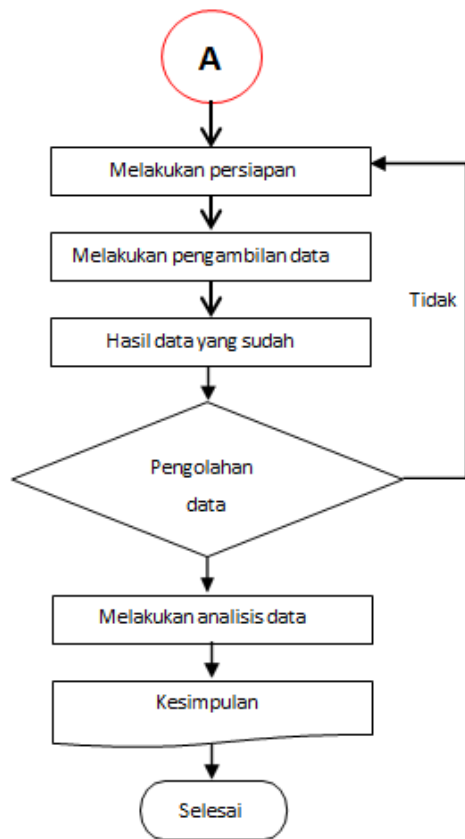 A
Melakukan persiapan
Melakukan pengambilan data
Tidak
Hasil data yang sudah
Pengolahan
data
Melakukan analisis data
Kesimpulan
Selesai